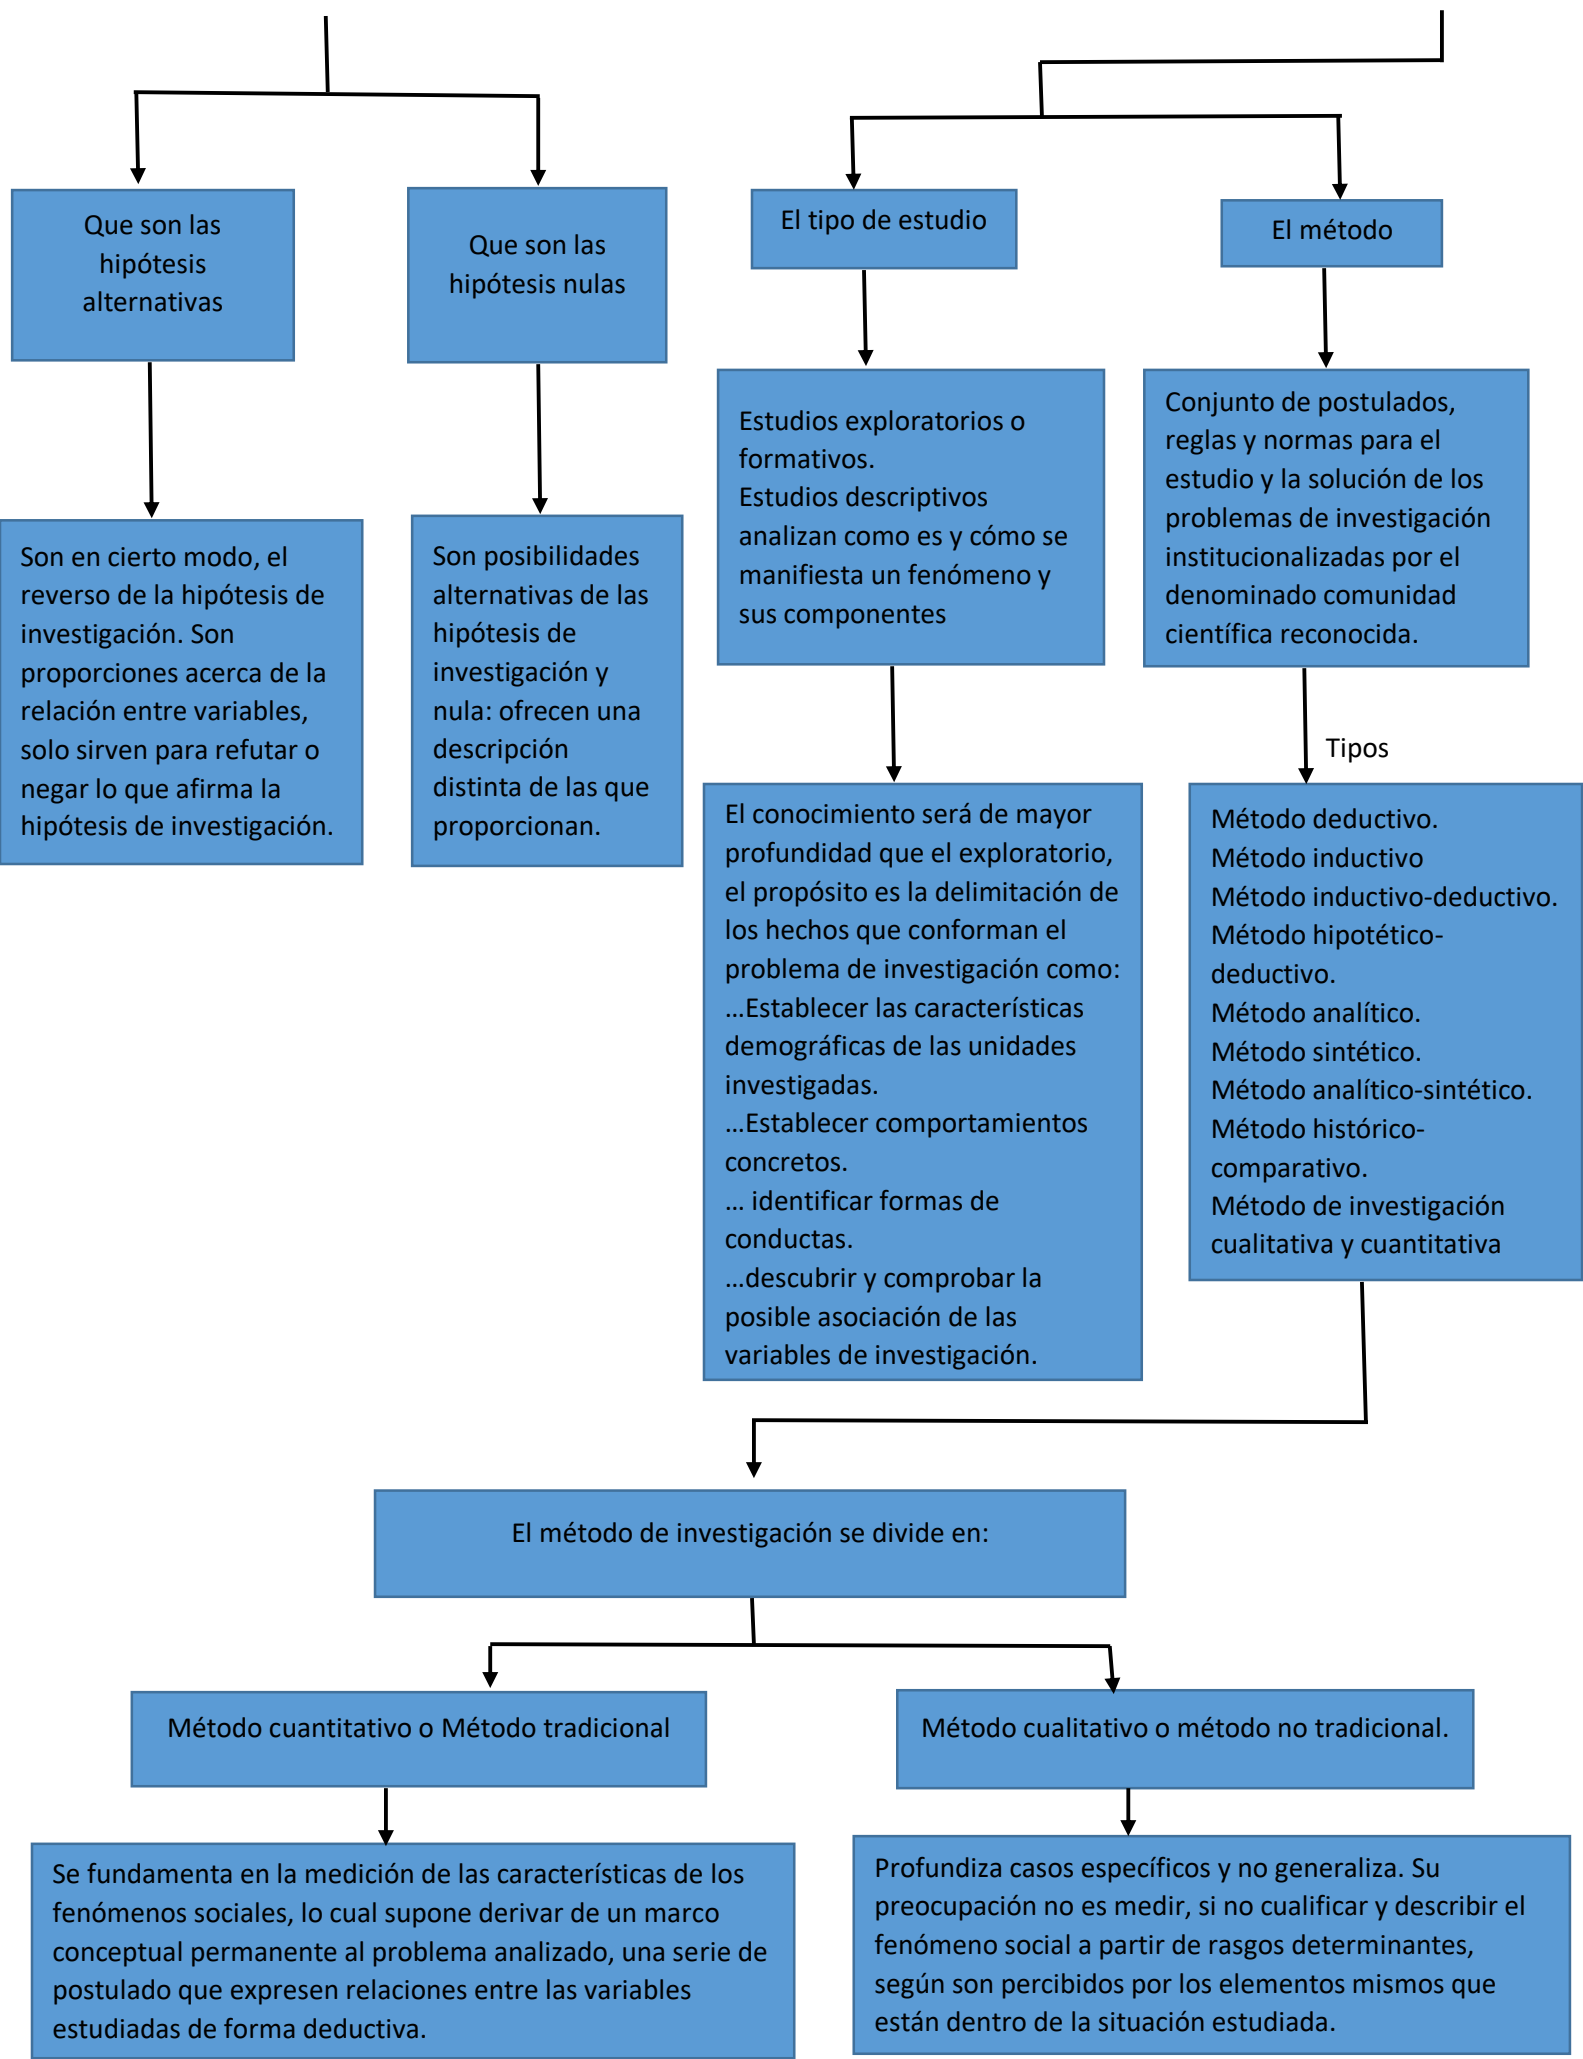 Que son las
hipótesis
alternativas
Que son las
hipótesis nulas
El tipo de estudio
El método
Son en cierto modo, el
reverso de la hipótesis de
investigación. Son
proporciones acerca de la
relación entre variables,
solo sirven para refutar o
negar lo que afirma la
hipótesis de investigación.
Son posibilidades
alternativas de las
hipótesis de
investigación y
nula: ofrecen una
descripción
distinta de las que
proporcionan.
Estudios exploratorios o
formativos.
Estudios descriptivos
analizan como es y cómo se
manifiesta un fenómeno y
sus componentes
Conjunto de postulados,
reglas y normas para el
estudio y la solución de los
problemas de investigación
institucionalizadas por el
denominado comunidad
científica reconocida.
Tipos
El conocimiento será de mayor
profundidad que el exploratorio,
el propósito es la delimitación de
los hechos que conforman el
problema de investigación como:
…Establecer las características
demográficas de las unidades
investigadas.
…Establecer comportamientos
concretos.
… identificar formas de
conductas.
…descubrir y comprobar la
posible asociación de las
variables de investigación.
Método deductivo.
Método inductivo
Método inductivo-deductivo.
Método hipotético-
deductivo.
Método analítico.
Método sintético.
Método analítico-sintético.
Método histórico-
comparativo.
Método de investigación
cualitativa y cuantitativa
El método de investigación se divide en:
Método cuantitativo o Método tradicional
Método cualitativo o método no tradicional.
Se fundamenta en la medición de las características de los
fenómenos sociales, lo cual supone derivar de un marco
conceptual permanente al problema analizado, una serie de
postulado que expresen relaciones entre las variables
estudiadas de forma deductiva.
Profundiza casos específicos y no generaliza. Su
preocupación no es medir, si no cualificar y describir el
fenómeno social a partir de rasgos determinantes,
según son percibidos por los elementos mismos que
están dentro de la situación estudiada.